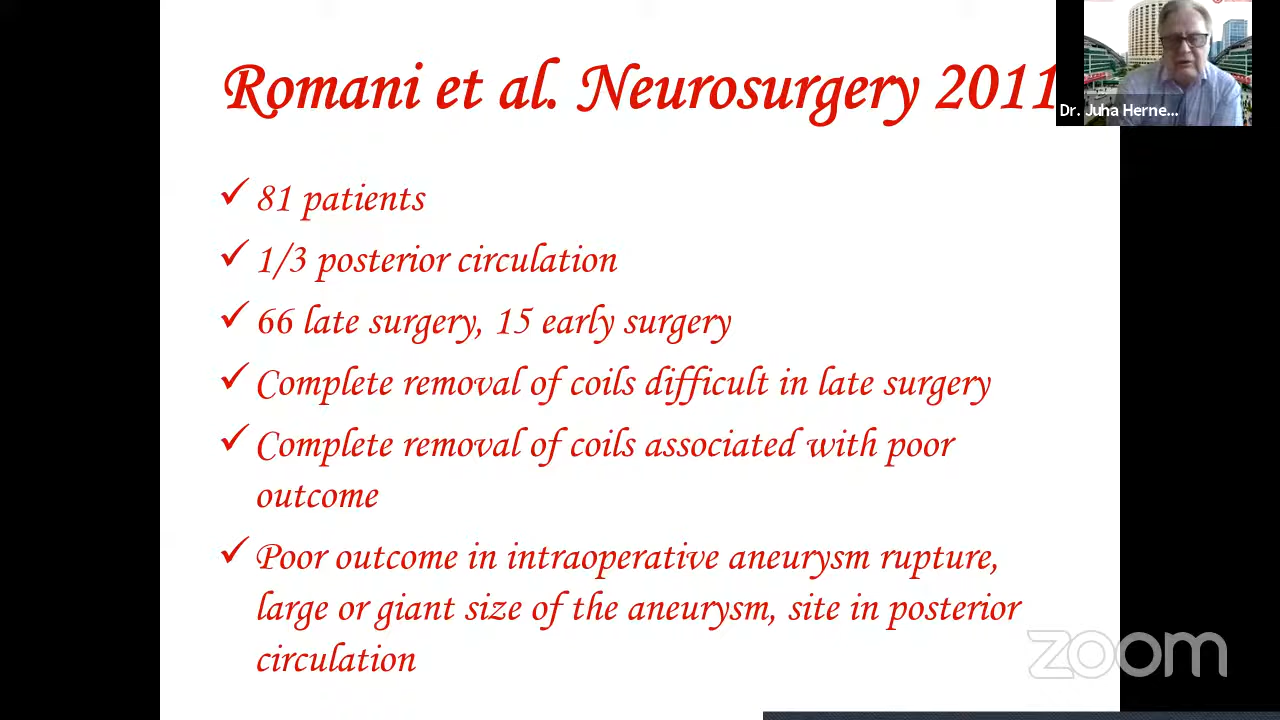 Romani et al. Neurosurgery 2011
Dr. Juha Herne...
✓ 81 patients
✓ 1/3 posterior circulation
✓ 66 late surgery, 15 early surgery
✓ Complete removal of coils difficult in late surgery
✓ Complete removal of coils associated with poor
outcome
✓ Poor outcome in intraoperative aneurysm rupture,
large or giant size of the aneurysm, site in posterior
circulation
zoom